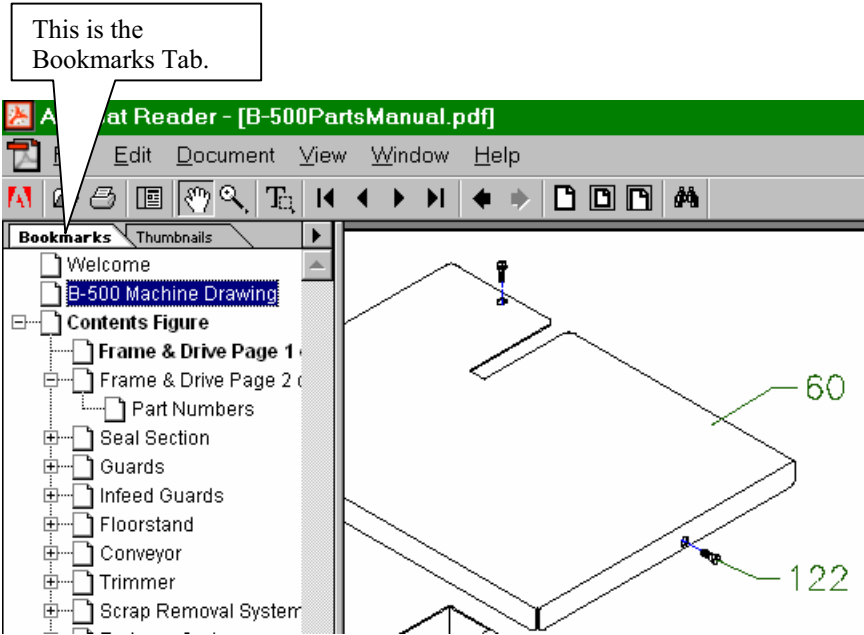 This is the
Bookmarks Tab.
at Reader - [B-500PartsManual.pdf]
Edit Document View Window Help
Bookmarks Thumbnails
Welcome
B-500 Machine Drawing
Contents Figure
Frame & Drive Page 1
Frame & Drive Page 2
Part Numbers
Seal Section
Guards
Infeed Guards
Floorstand
Conveyor
Trimmer
Scrap Removal System
60
122